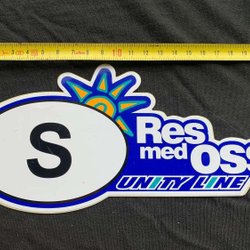 S
Res
med oss
UNITY LINE